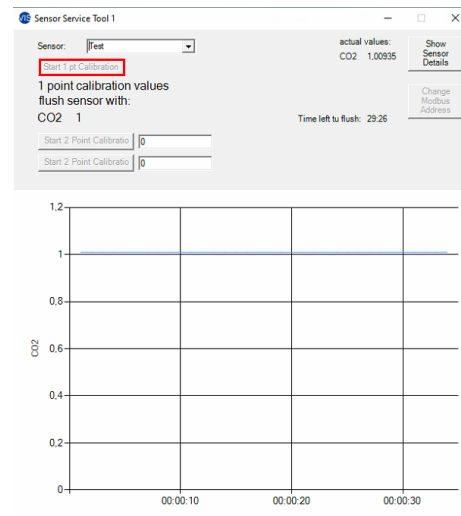 VIS Sensor Service Tool 1
Sensor: Test
actual values:
CO2 1,00935
Show Sensor Details
Start 1 pt Calibration
1 point calibration values
flush sensor with:
CO2 1
Change Modbus Address
Time left tu flush: 29:26
Start 2 Point Calibratio 0
Start 2 Point Calibratio 0
1,2
1
0,8
0,6
0,4
0,2
0
CO2
00:00:10 00:00:20 00:00:30